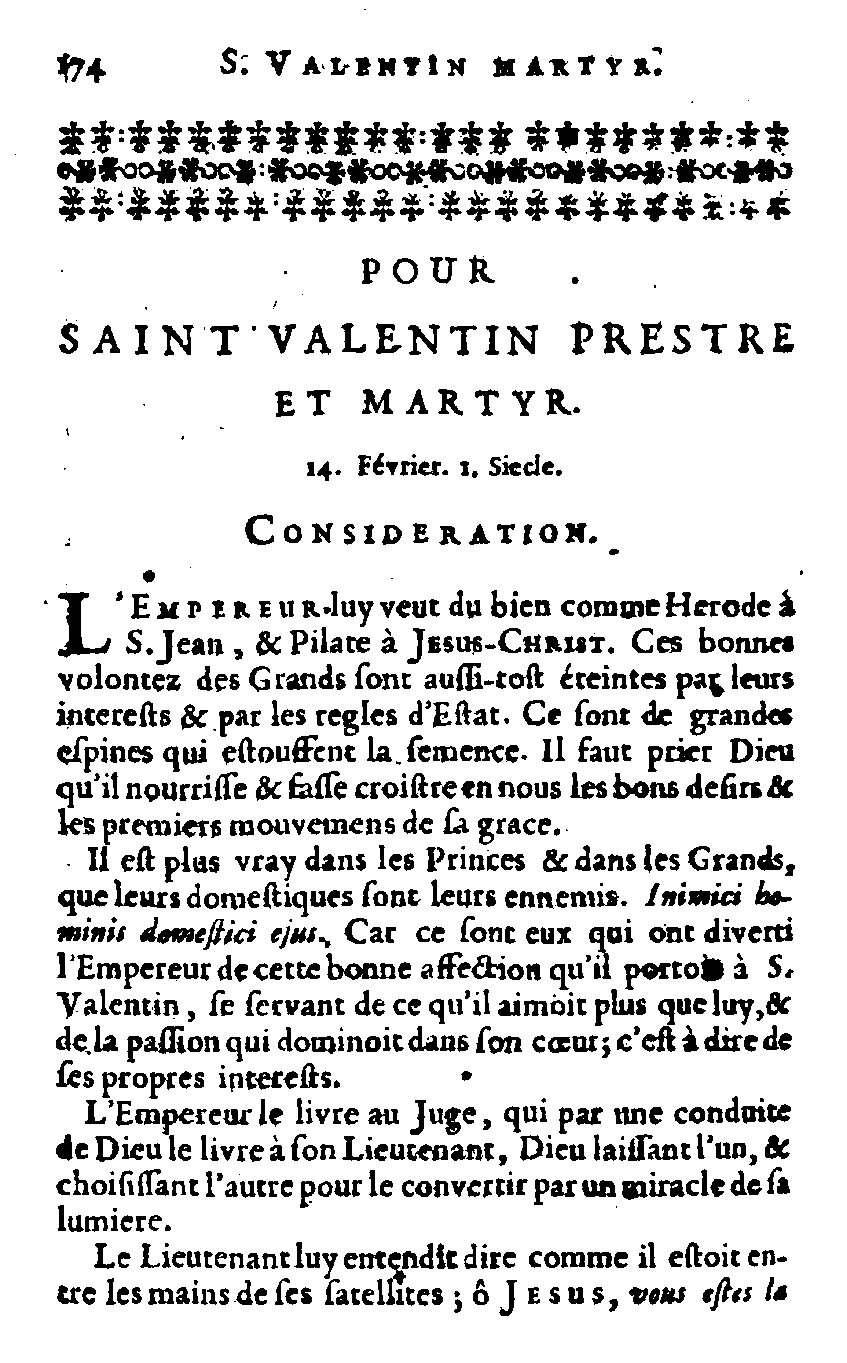 174 S. VALENTIN MARTYR.
POUR
SAINT VALENTIN PRESTRE
ET MARTYR.
14. Février. 1. Siecle.
CONSIDERATION.
L'EMPEREUR luy veut du bien comme Herode à
S. Jean, & Pilate à JESUS-CHRIST. Ces bonnes
volontez des Grands ſont auſſi-toſt éteintes par leurs
intereſts & par les regles d'Eſtat. Ce ſont de grandes
eſpines qui eſtouffent la ſemence. Il faut prier Dieu
qu'il nourriſſe & faſſe croiſtre en nous les bons deſirs &
les premiers mouvemens de ſa grace.
Il eſt plus vray dans les Princes & dans les Grands,
que leurs domeſtiques ſont leurs ennemis. Inimici ho-
minis domeſtici ejus. Car ce ſont eux qui ont diverti
l'Empereur de cette bonne affection qu'il portoit à S.
Valentin, ſe ſervant de ce qu'il aimoit plus que luy, &
de la paſſion qui dominoit dans ſon cœur; c'eſt à dire de
ſes propres intereſts.
L'Empereur le livre au Juge, qui par une conduite
de Dieu le livre à ſon Lieutenant, Dieu laiſſant l'un, &
choiſiſſant l'autre pour le convertir par un miracle de ſa
lumiere.
Le Lieutenant luy entendit dire comme il eſtoit en-
tre les mains de ſes ſatellites; ô JESUS, vous eſtes la